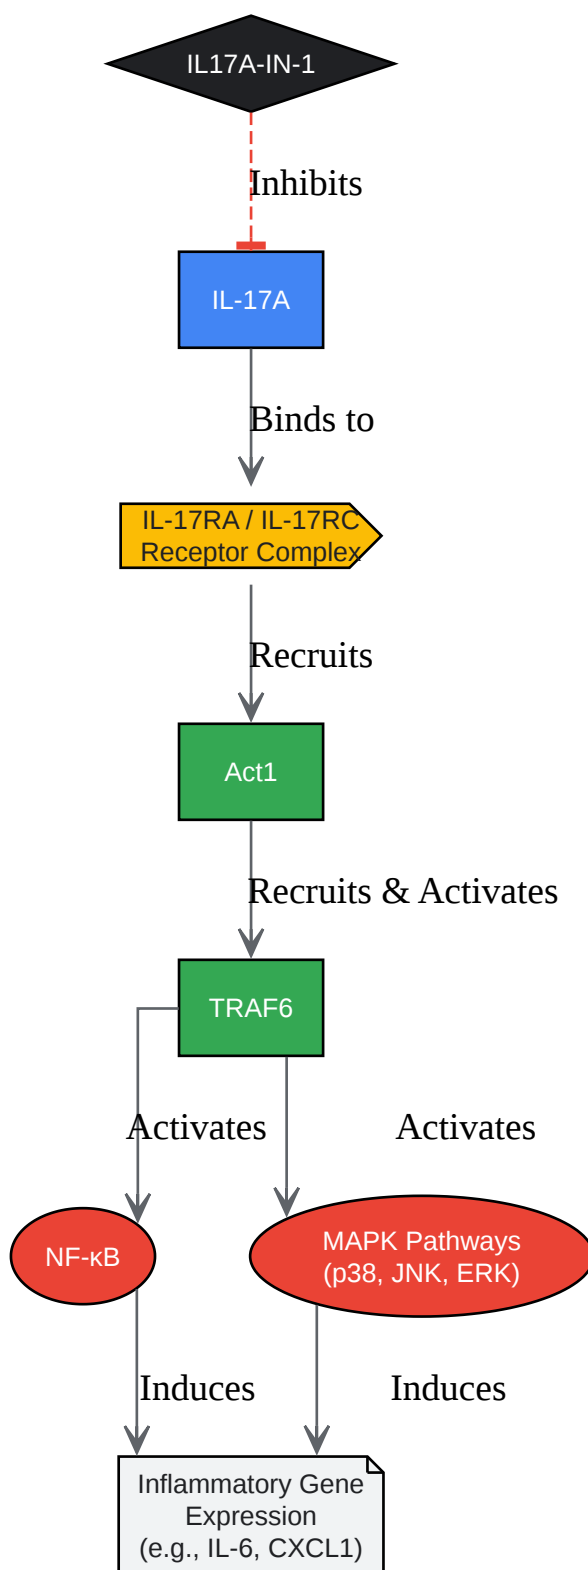 IL17A-IN-1
Inhibits
IL-17A
Binds to
IL-17RA / IL-17RC
Receptor Complex
Recruits
Act1
Recruits & Activates
TRAF6
Activates
Activates
NF-κB
MAPK Pathways
(p38, JNK, ERK)
Induces
Induces
Inflammatory Gene
Expression
(e.g., IL-6, CXCL1)